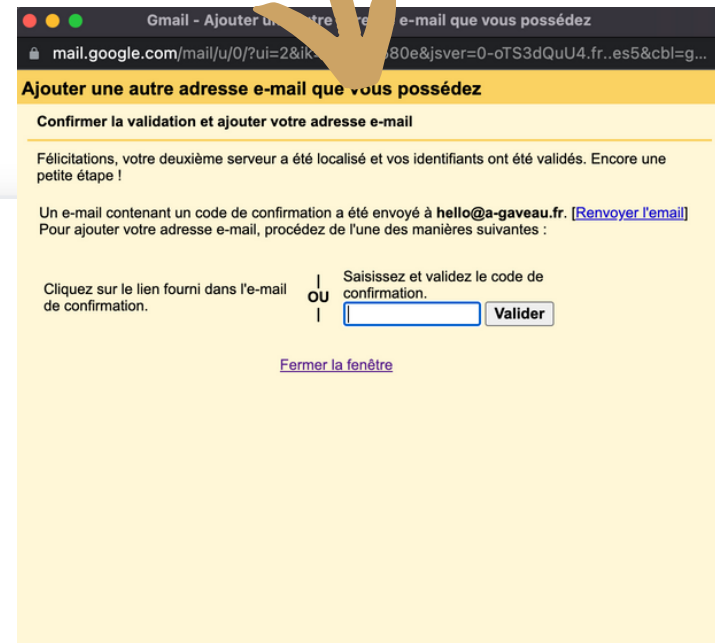 Gmail - Ajouter e-mail que vous possédez
mail.google.com/mail/u/0/?ui=2&ik= 80e&jsver=0-oTS3dQuU4.fr..es5&cbl=g...
Ajouter une autre adresse e-mail que vous possédez
Confirmer la validation et ajouter votre adresse e-mail
Félicitations, votre deuxième serveur a été localisé et vos identifiants ont été validés. Encore une
petite étape !
Un e-mail contenant un code de confirmation a été envoyé à hello@a-gaveau.fr. [Renvoyer l'email]
Pour ajouter votre adresse e-mail, procédez de l'une des manières suivantes :
Cliquez sur le lien fourni dans l'e-mail
de confirmation.
OU
Saisissez et validez le code de
confirmation.
Valider
Fermer la fenêtre